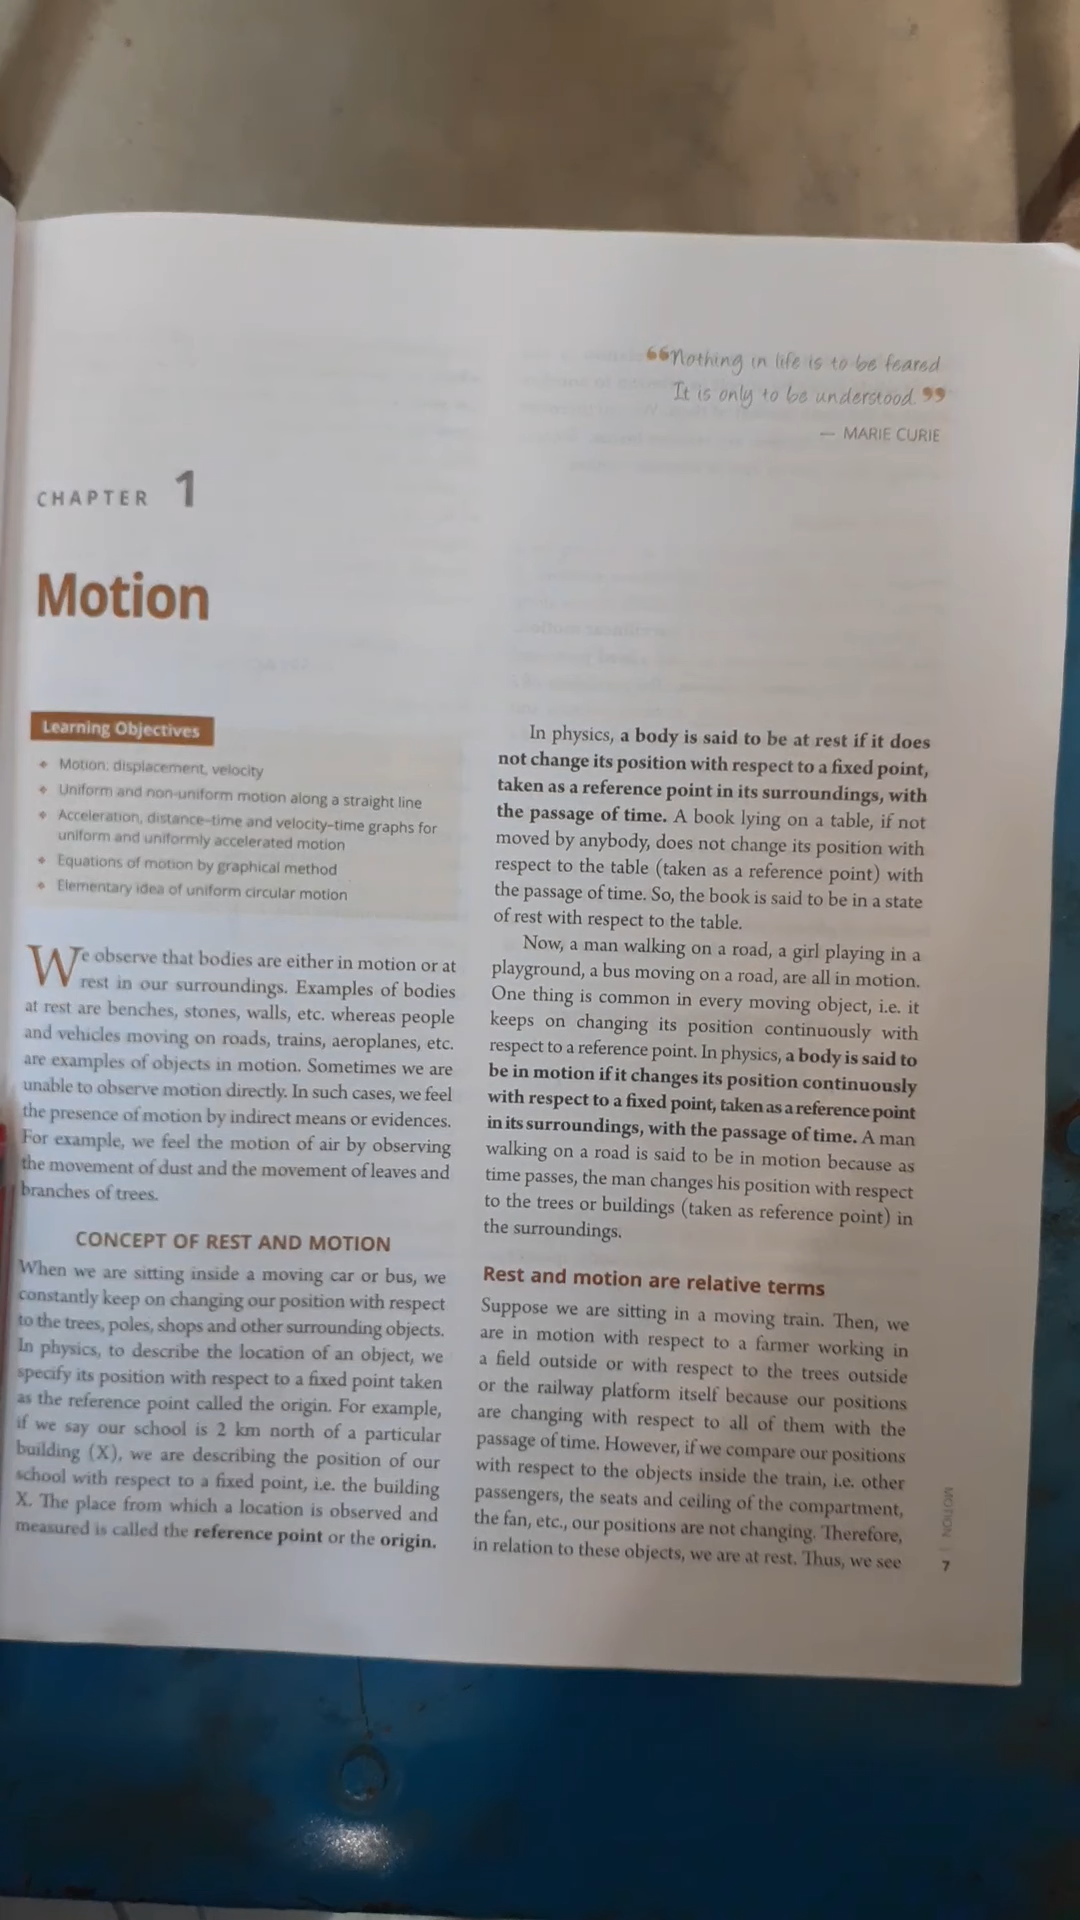 “Nothing in life is to be feared
It is only to be understood.”
— MARIE CURIE
CHAPTER 1
Motion
Learning Objectives
Motion: displacement, velocity
Uniform and non-uniform motion along a straight line
Acceleration, distance–time and velocity–time graphs for
uniform and uniformly accelerated motion
Equations of motion by graphical method
Elementary idea of uniform circular motion
We observe that bodies are either in motion or at
rest in our surroundings. Examples of bodies
at rest are benches, stones, walls, etc. whereas people
and vehicles moving on roads, trains, aeroplanes, etc.
are examples of objects in motion. Sometimes we are
unable to observe motion directly. In such cases, we feel
the presence of motion by indirect means or evidences.
For example, we feel the motion of air by observing
the movement of dust and the movement of leaves and
branches of trees.
CONCEPT OF REST AND MOTION
When we are sitting inside a moving car or bus, we
constantly keep on changing our position with respect
to the trees, poles, shops and other surrounding objects.
In physics, to describe the location of an object, we
specify its position with respect to a fixed point taken
as the reference point called the origin. For example,
if we say our school is 2 km north of a particular
building (X), we are describing the position of our
school with respect to a fixed point, i.e. the building
X. The place from which a location is observed and
measured is called the reference point or the origin.
In physics, a body is said to be at rest if it does
not change its position with respect to a fixed point,
taken as a reference point in its surroundings, with
the passage of time. A book lying on a table, if not
moved by anybody, does not change its position with
respect to the table (taken as a reference point) with
the passage of time. So, the book is said to be in a state
of rest with respect to the table.
Now, a man walking on a road, a girl playing in a
playground, a bus moving on a road, are all in motion.
One thing is common in every moving object, i.e. it
keeps on changing its position continuously with
respect to a reference point. In physics, a body is said to
be in motion if it changes its position continuously
with respect to a fixed point, taken as a reference point
in its surroundings, with the passage of time. A man
walking on a road is said to be in motion because as
time passes, the man changes his position with respect
to the trees or buildings (taken as reference point) in
the surroundings.
Rest and motion are relative terms
Suppose we are sitting in a moving train. Then, we
are in motion with respect to a farmer working in
a field outside or with respect to the trees outside
or the railway platform itself because our positions
are changing with respect to all of them with the
passage of time. However, if we compare our positions
with respect to the objects inside the train, i.e. other
passengers, the seats and ceiling of the compartment,
the fan, etc., our positions are not changing. Therefore,
in relation to these objects, we are at rest. Thus, we see
MOTION |
7